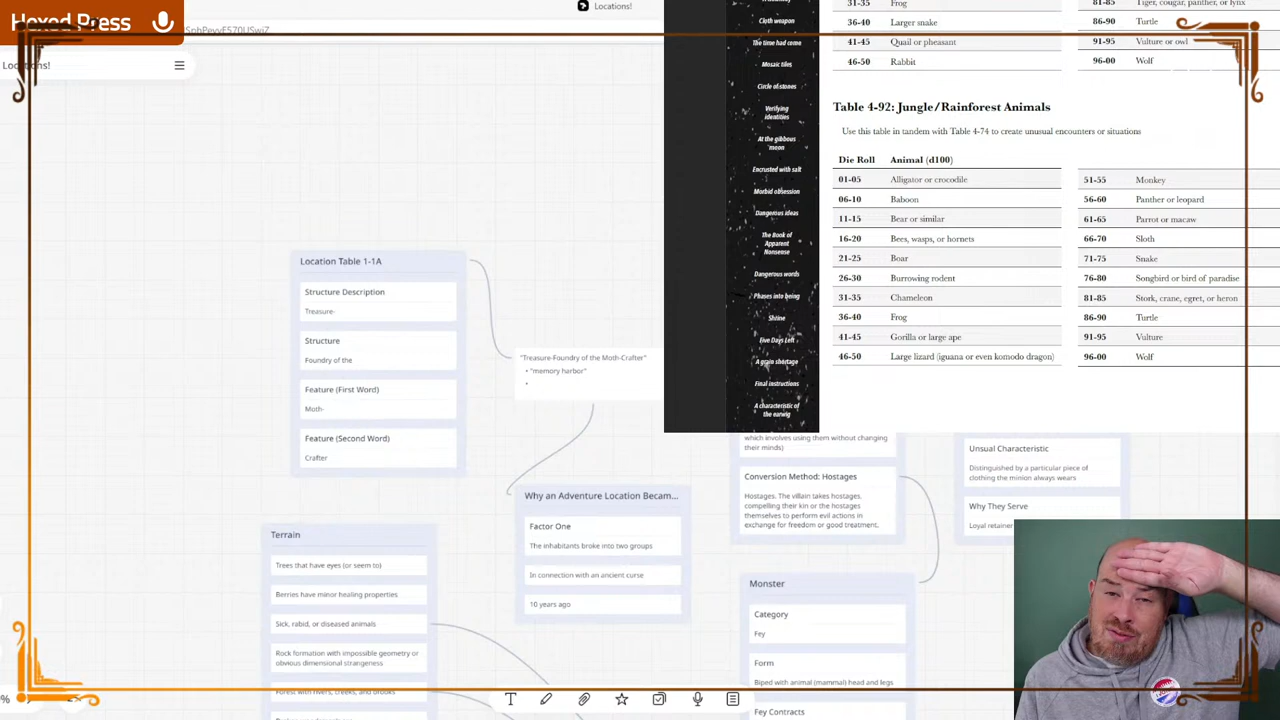 Hexed Press
Locations!
SphPeyyE570USwiZ
Locations!
Location Table 1-1A
Structure Description
Treasure-
Structure
Foundry of the
Feature (First Word)
Moth-
Feature (Second Word)
Crafter
"Treasure-Foundry of the Moth-Crafter"
• "memory harbor"
•
Terrain
Trees that have eyes (or seem to)
Berries have minor healing properties
Sick, rabid, or diseased animals
Rock formation with impossible geometry or
obvious dimensional strangeness
Forest with rivers, creeks, and brooks
Why an Adventure Location Becam...
Factor One
The inhabitants broke into two groups
In connection with an ancient curse
10 years ago
Cloth weapon
The time had come
Mosaic tiles
Circle of stones
Verifying
identities
At the gibbous
moon
Encrusted with salt
Morbid obsession
Dangerous ideas
The Book of
Apparent
Nonsense
Dangerous words
Phases into being
Shrine
Five Days Left
A grain shortage
Final instructions
A characteristic of
the earwig
31-35 Frog
36-40 Larger snake
41-45 Quail or pheasant
46-50 Rabbit
81-85 Tiger, cougar, panther, or lynx
86-90 Turtle
91-95 Vulture or owl
96-00 Wolf
Table 4-92: Jungle/Rainforest Animals
Use this table in tandem with Table 4-74 to create unusual encounters or situations
Die Roll Animal (d100)
01-05 Alligator or crocodile
06-10 Baboon
11-15 Bear or similar
16-20 Bees, wasps, or hornets
21-25 Boar
26-30 Burrowing rodent
31-35 Chameleon
36-40 Frog
41-45 Gorilla or large ape
46-50 Large lizard (iguana or even komodo dragon)
51-55 Monkey
56-60 Panther or leopard
61-65 Parrot or macaw
66-70 Sloth
71-75 Snake
76-80 Songbird or bird of paradise
81-85 Stork, crane, egret, or heron
86-90 Turtle
91-95 Vulture
96-00 Wolf
which involves using them without changing
their minds)
Conversion Method: Hostages
Hostages. The villain takes hostages,
compelling their kin or the hostages
themselves to perform evil actions in
exchange for freedom or good treatment.
Unsual Characteristic
Distinguished by a particular piece of
clothing the minion always wears
Why They Serve
Loyal retainer
Monster
Category
Fey
Form
Biped with animal (mammal) head and legs
Fey Contracts
%